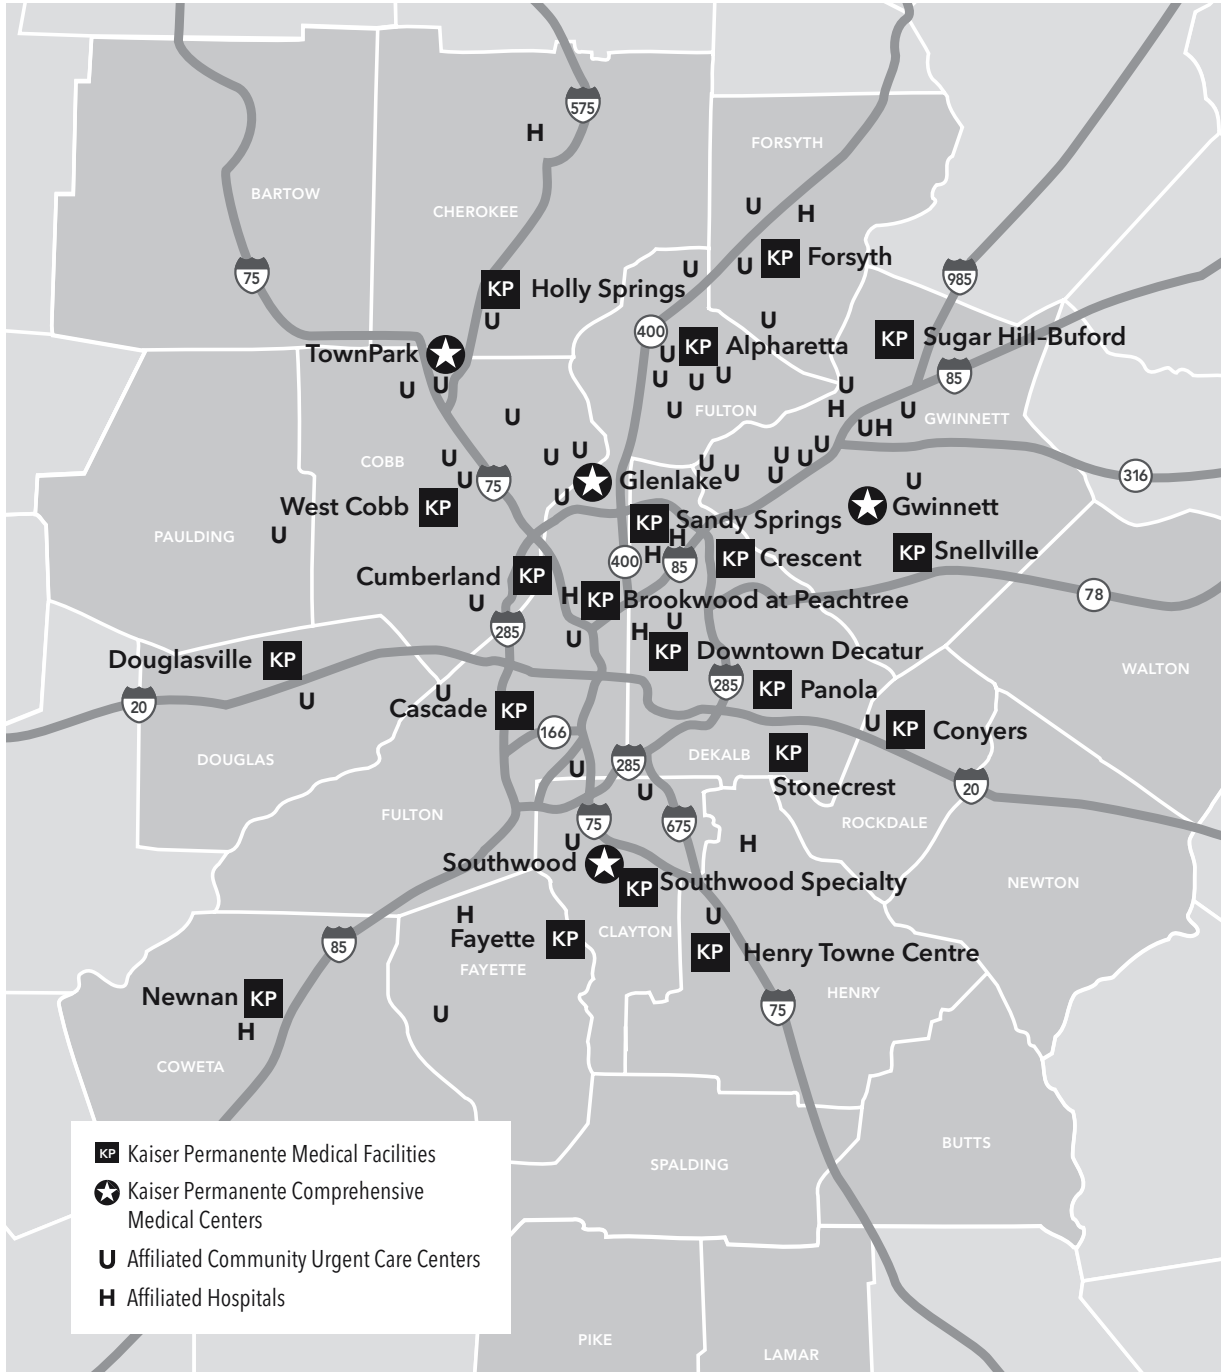 575
H
FORSYTH
BARTOW
CHEROKEE
U
H
75
KP Forsyth
U
U
985
KP Holly Springs
U
U
400
KP Sugar Hill–Buford
TownPark
KP Alpharetta
U
85
U
U
U
U
U
U
U
U
FULTON
H
U
GWINNETT
U
UH
COBB
U
U
U
U
U
U
U
U
U
U
75
Glenlake
U
316
U
U
West Cobb KP
Gwinnett
KP Sandy Springs
PAULDING
U
H
H
400
85
KP Crescent
KP Snellville
Cumberland KP
U
H
KP Brookwood at Peachtree
78
285
U
H
U
KP Downtown Decatur
Douglasville KP
WALTON
285
KP Panola
U
U
20
Cascade KP
U
KP Conyers
166
DEKALB
KP
Stonecrest
DOUGLAS
285
U
U
20
FULTON
75
675
ROCKDALE
U
H
Southwood
KP Southwood Specialty
NEWTON
H
U
Fayette KP
CLAYTON
85
KP Henry Towne Centre
FAYETTE
HENRY
Newnan KP
75
U
H
COWETA
BUTTS
SPALDING
KP Kaiser Permanente Medical Facilities
Kaiser Permanente Comprehensive
Medical Centers
U Affiliated Community Urgent Care Centers
H Affiliated Hospitals
PIKE
LAMAR